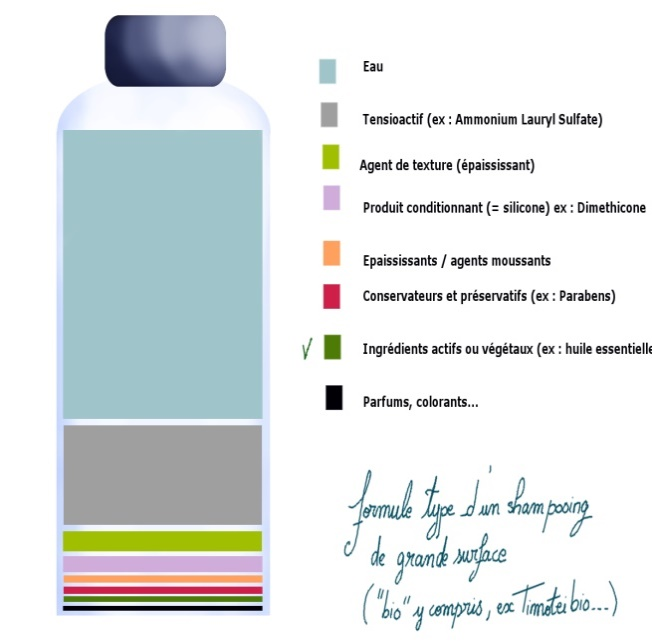 Eau
Tensioactif (ex : Ammonium Lauryl Sulfate)
Agent de texture (épaississant)
Produit conditionnant (= silicone) ex : Dimethicone
Epaississants / agents moussants
Conservateurs et préservatifs (ex : Parabens)
Ingrédients actifs ou végétaux (ex : huile essentielle
Parfums, colorants...
formule type d'un shampooing
de grande surface
("bio" y compris, ex Timotei bio...)